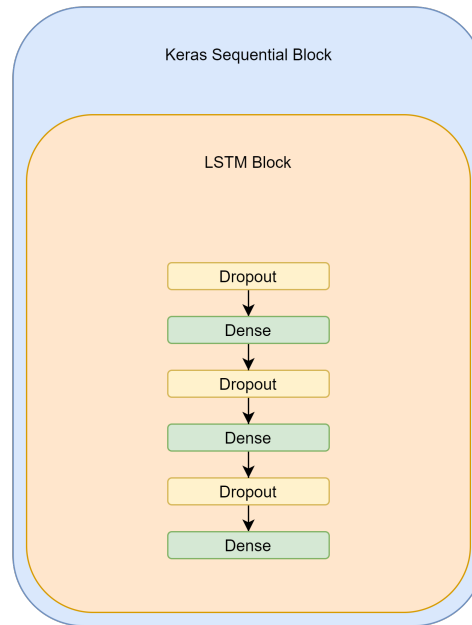 Keras Sequential Block
LSTM Block
Dropout
Dense
Dropout
Dense
Dropout
Dense